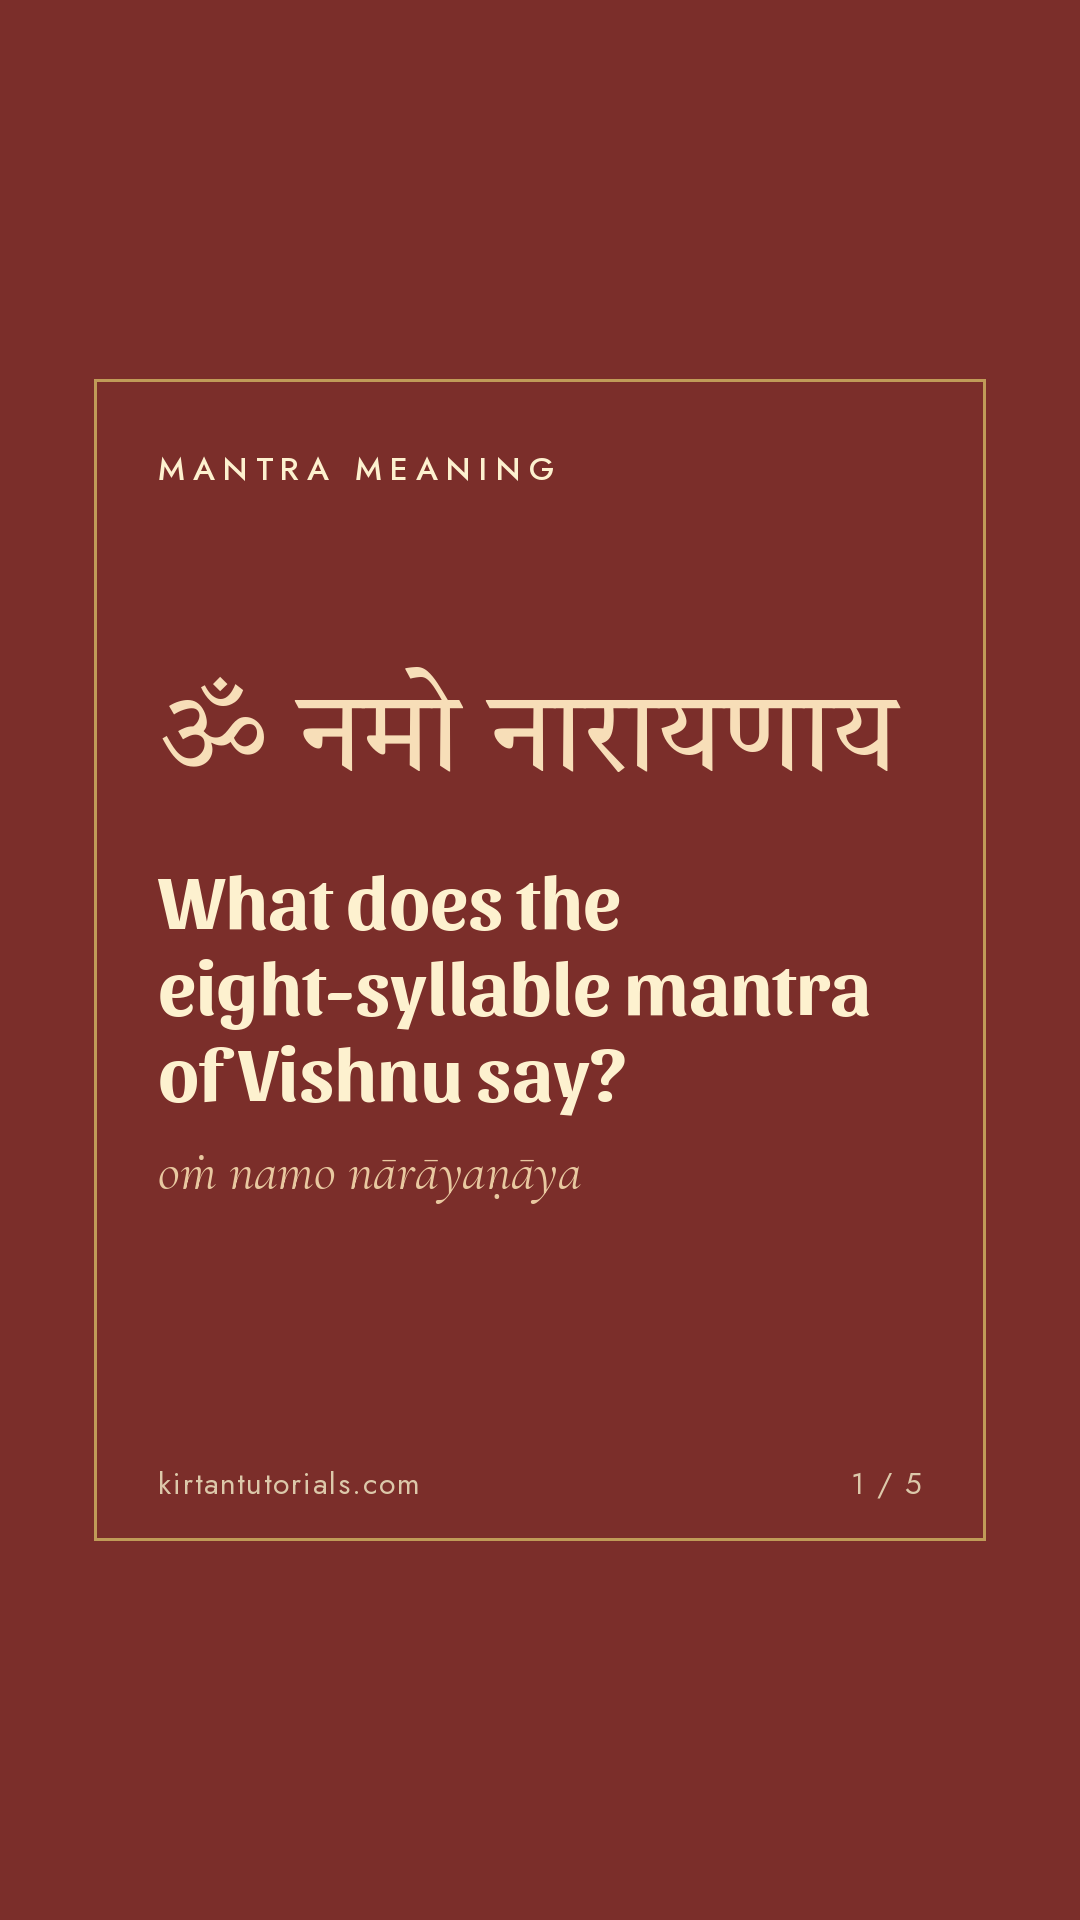 MANTRA MEANING
ॐ नमो नारायणाय
What does the
eight-syllable mantra
of Vishnu say?
oṁ namo nārāyaṇāya
kirtantutorials.com
1 / 5